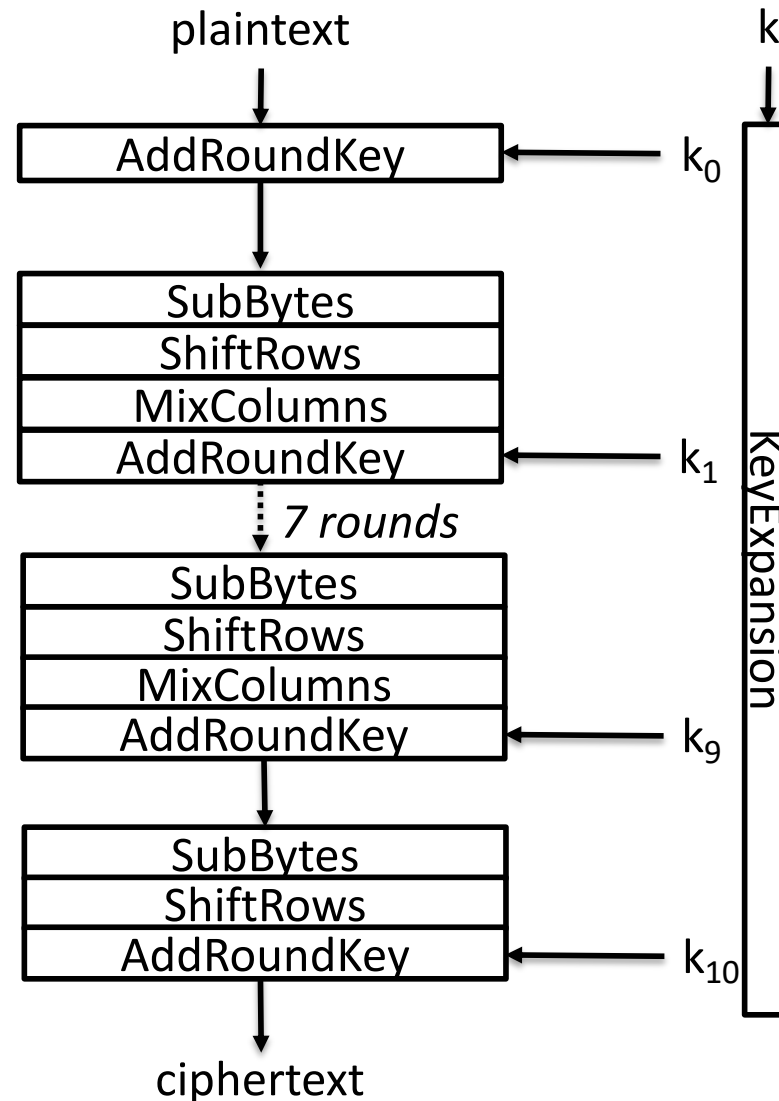 plaintext
k
AddRoundKey
k₀
SubBytes
ShiftRows
MixColumns
AddRoundKey
k₁
7 rounds
SubBytes
ShiftRows
MixColumns
AddRoundKey
k₉
SubBytes
ShiftRows
AddRoundKey
k₁₀
KeyExpansion
ciphertext